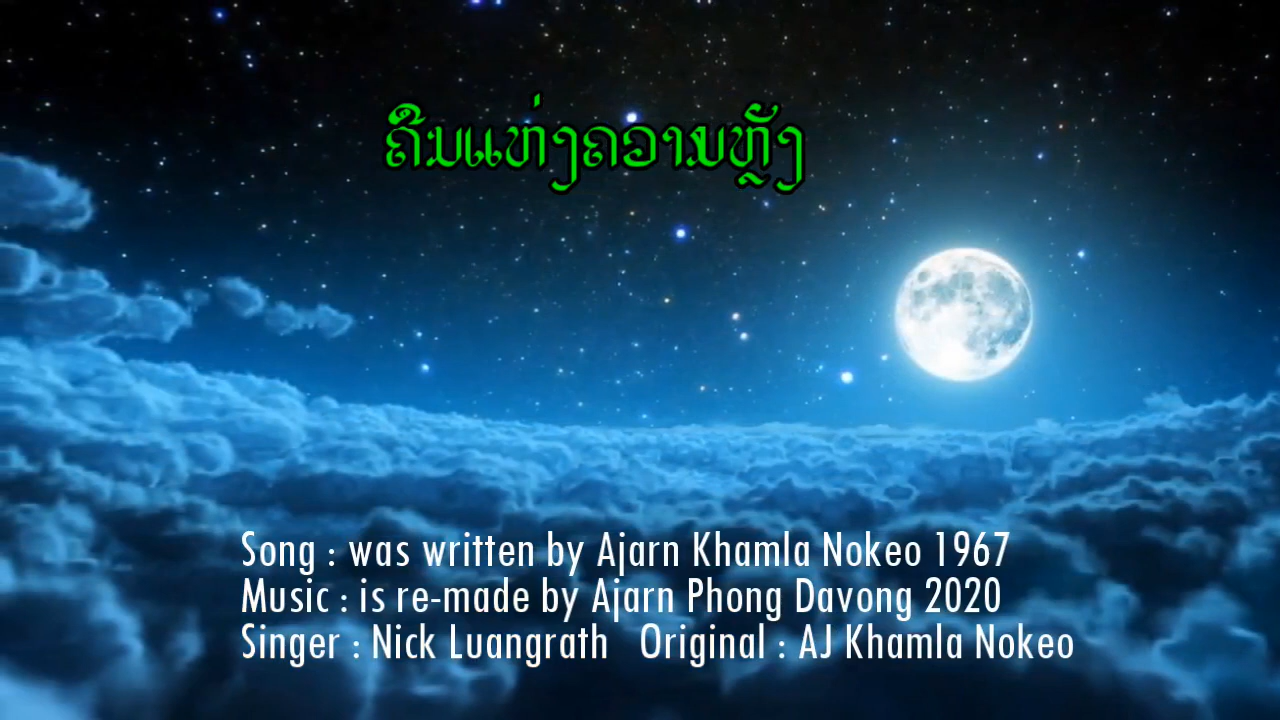 ຄືນແຫ່ງຄວາມຫຼັງ
Song : was written by Ajarn Khamla Nokeo 1967
Music : is re-made by Ajarn Phong Davong 2020
Singer : Nick Luangrath Original : AJ Khamla Nokeo